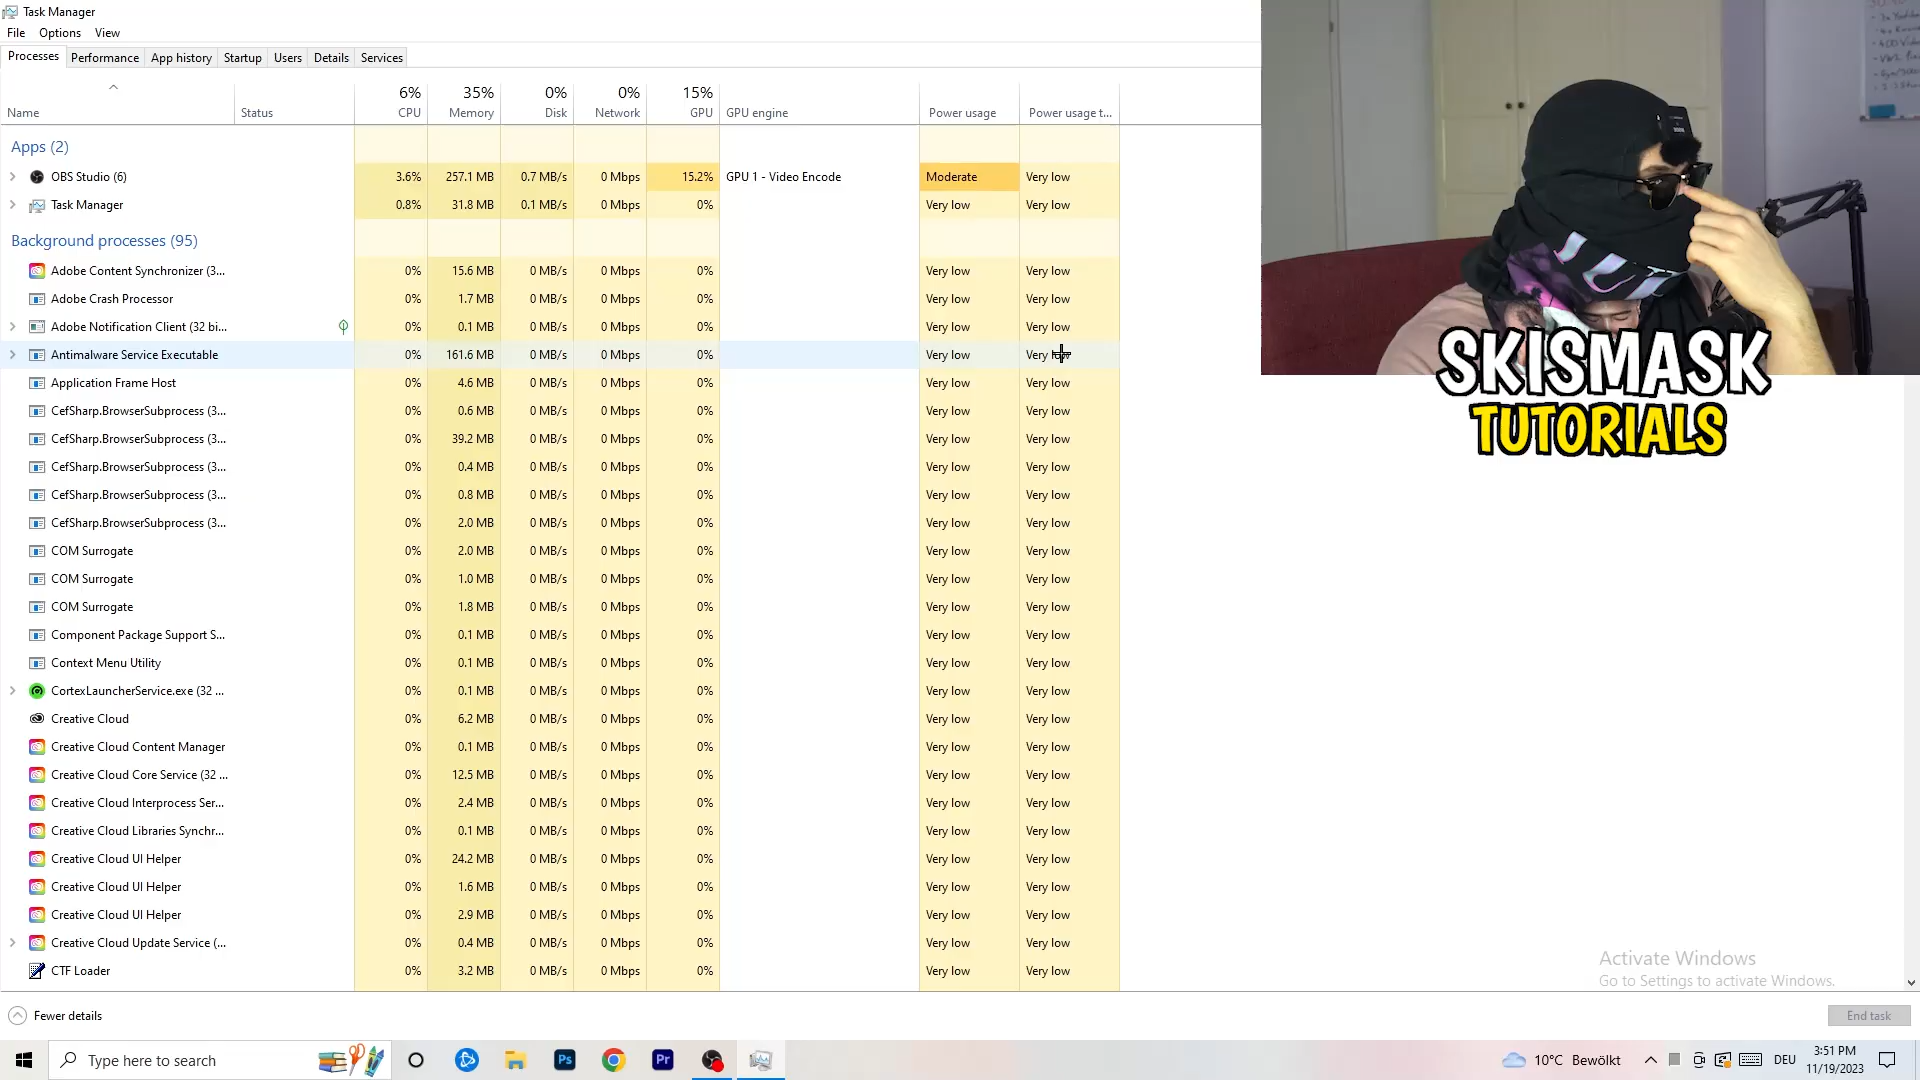 Task Manager
File Options View
Processes Performance App history Startup Users Details Services
6% 35% 0% 0% 15%
Name Status CPU Memory Disk Network GPU GPU engine Power usage Power usage t...
Apps (2)
OBS Studio (6) 3.6% 257.1 MB 0.7 MB/s 0 Mbps 15.2% GPU 1 - Video Encode Moderate Very low
Task Manager 0.8% 31.8 MB 0.1 MB/s 0 Mbps 0% Very low Very low
Background processes (95)
Adobe Content Synchronizer (3... 0% 15.6 MB 0 MB/s 0 Mbps 0% Very low Very low
Adobe Crash Processor 0% 1.7 MB 0 MB/s 0 Mbps 0% Very low Very low
Adobe Notification Client (32 bi... 0% 0.1 MB 0 MB/s 0 Mbps 0% Very low Very low
Antimalware Service Executable 0% 161.6 MB 0 MB/s 0 Mbps 0% Very low Very low
Application Frame Host 0% 4.6 MB 0 MB/s 0 Mbps 0% Very low Very low
CefSharp.BrowserSubprocess (3... 0% 0.6 MB 0 MB/s 0 Mbps 0% Very low Very low
CefSharp.BrowserSubprocess (3... 0% 39.2 MB 0 MB/s 0 Mbps 0% Very low Very low
CefSharp.BrowserSubprocess (3... 0% 0.4 MB 0 MB/s 0 Mbps 0% Very low Very low
CefSharp.BrowserSubprocess (3... 0% 0.8 MB 0 MB/s 0 Mbps 0% Very low Very low
CefSharp.BrowserSubprocess (3... 0% 2.0 MB 0 MB/s 0 Mbps 0% Very low Very low
COM Surrogate 0% 2.0 MB 0 MB/s 0 Mbps 0% Very low Very low
COM Surrogate 0% 1.0 MB 0 MB/s 0 Mbps 0% Very low Very low
COM Surrogate 0% 1.8 MB 0 MB/s 0 Mbps 0% Very low Very low
Component Package Support S... 0% 0.1 MB 0 MB/s 0 Mbps 0% Very low Very low
Context Menu Utility 0% 0.1 MB 0 MB/s 0 Mbps 0% Very low Very low
CortexLauncherService.exe (32 ... 0% 0.1 MB 0 MB/s 0 Mbps 0% Very low Very low
Creative Cloud 0% 6.2 MB 0 MB/s 0 Mbps 0% Very low Very low
Creative Cloud Content Manager 0% 0.1 MB 0 MB/s 0 Mbps 0% Very low Very low
Creative Cloud Core Service (32 ... 0% 12.5 MB 0 MB/s 0 Mbps 0% Very low Very low
Creative Cloud Interprocess Ser... 0% 2.4 MB 0 MB/s 0 Mbps 0% Very low Very low
Creative Cloud Libraries Synchr... 0% 0.1 MB 0 MB/s 0 Mbps 0% Very low Very low
Creative Cloud UI Helper 0% 24.2 MB 0 MB/s 0 Mbps 0% Very low Very low
Creative Cloud UI Helper 0% 1.6 MB 0 MB/s 0 Mbps 0% Very low Very low
Creative Cloud UI Helper 0% 2.9 MB 0 MB/s 0 Mbps 0% Very low Very low
Creative Cloud Update Service (... 0% 0.4 MB 0 MB/s 0 Mbps 0% Very low Very low
CTF Loader 0% 3.2 MB 0 MB/s 0 Mbps 0% Very low Very low
SKISMASK
TUTORIALS
Activate Windows
Go to Settings to activate Windows.
Fewer details End task
Type here to search Ps Pr 10°C Bewölkt DEU 3:51 PM
11/19/2023